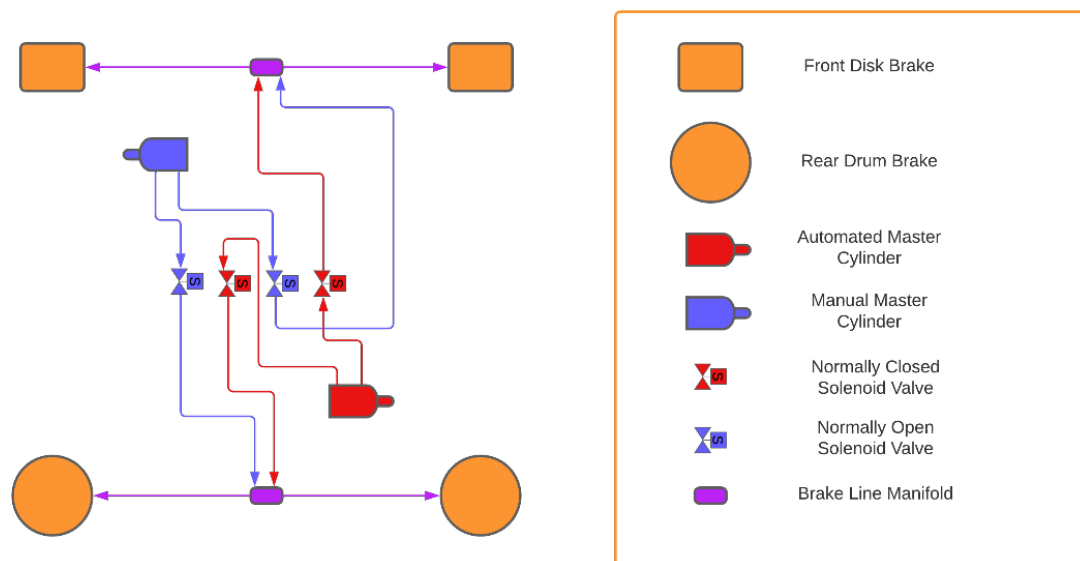 Front Disk Brake
Rear Drum Brake
Automated Master
Cylinder
Manual Master
Cylinder
S
S
S
S
Normally Closed
Solenoid Valve
S
Normally Open
Solenoid Valve
S
Brake Line Manifold